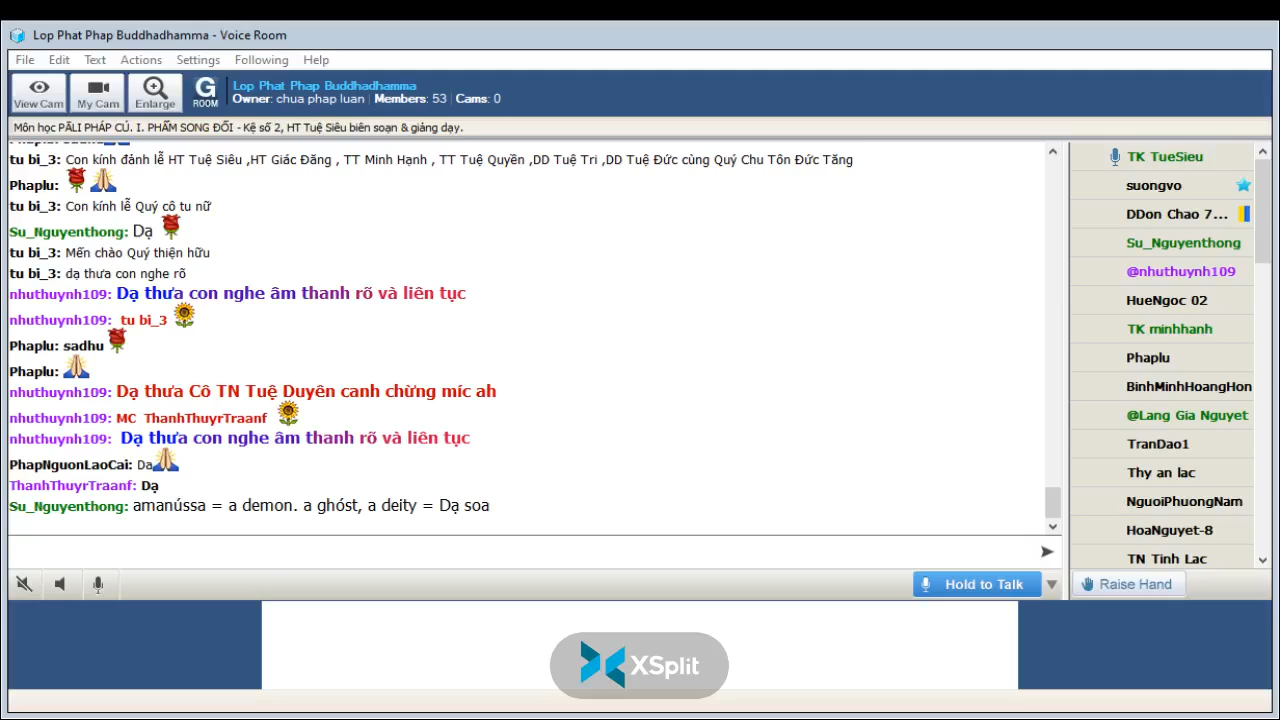 Lop Phat Phap Buddhadhamma - Voice Room
File Edit Text Actions Settings Following Help
View Cam My Cam Enlarge G ROOM
Lop Phat Phap Buddhadhamma
Owner: chua phap luan | Members: 53 | Cams: 0
Môn học PĀLI PHÁP CÚ. I. PHẨM SONG ĐỐI - Kệ số 2, HT Tuệ Siêu biên soạn & giảng dạy.
tu bi_3: Con kính đảnh lễ HT Tuệ Siêu ,HT Giác Đăng , TT Minh Hạnh , TT Tuệ Quyền ,DD Tuệ Tri ,DD Tuệ Đức cùng Quý Chu Tôn Đức Tăng
Phaplu:
tu bi_3: Con kính lễ Quý cô tu nữ
Su_Nguyenthong: Dạ
tu bi_3: Mến chào Quý thiện hữu
tu bi_3: dạ thưa con nghe rõ
nhuthuynh109: Dạ thưa con nghe âm thanh rõ và liên tục
nhuthuynh109: tu bi_3
Phaplu: sadhu
Phaplu:
nhuthuynh109: Dạ thưa Cô TN Tuệ Duyên canh chừng míc ah
nhuthuynh109: MC ThanhThuyrTraanf
nhuthuynh109: Dạ thưa con nghe âm thanh rõ và liên tục
PhapNguonLaoCai: Da
ThanhThuyrTraanf: Dạ
Su_Nguyenthong: amanússa = a demon. a ghóst, a deity = Dạ soa
TK TueSieu
suongvo
DDon Chao 7...
Su_Nguyenthong
@nhuthuynh109
HueNgoc 02
TK minhhanh
Phaplu
BinhMinhHoangHon
@Lang Gia Nguyet
TranDao1
Thy an lac
NguoiPhuongNam
HoaNguyet-8
TN Tinh Lac
Hold to Talk
Raise Hand
XSplit